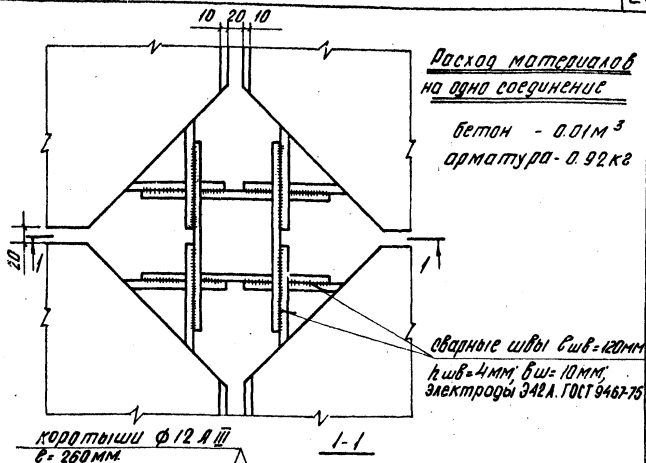 10 20 10
Расход материалов
на одно соединение
бетон - 0.01м³
арматура - 0.92кг
20
1
1
сварные швы ℓшв=120мм
hшв=4мм; bш=10мм;
Электроды Э42А. ГОСТ 9467-75
коротыши ф 12 А III
ℓ= 260мм.
1-1